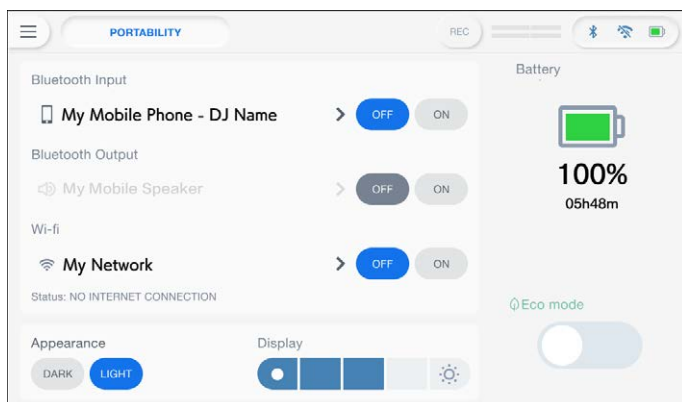 PORTABILITY
REC
Bluetooth Input
My Mobile Phone - DJ Name
OFF ON
Bluetooth Output
My Mobile Speaker
OFF ON
Wi-fi
My Network
OFF ON
Status: NO INTERNET CONNECTION
Appearance
DARK LIGHT
Display
Battery
100%
05h48m
Eco mode